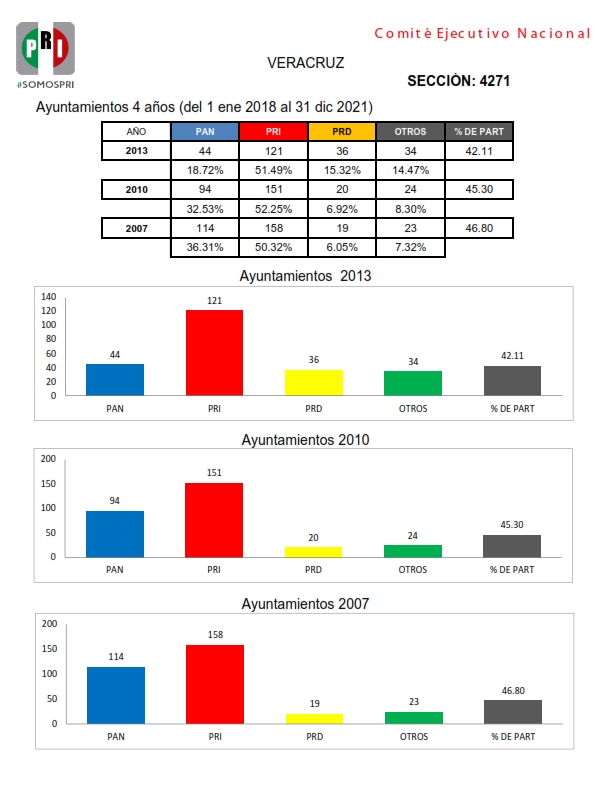 Comité Ejecutivo Nacional
PRI
#SOMOSPRI
VERACRUZ
SECCIÓN: 4271
Ayuntamientos 4 años (del 1 ene 2018 al 31 dic 2021)
AÑO PAN PRI PRD OTROS % DE PART
2013 44 121 36 34 42.11
18.72% 51.49% 15.32% 14.47%
2010 94 151 20 24 45.30
32.53% 52.25% 6.92% 8.30%
2007 114 158 19 23 46.80
36.31% 50.32% 6.05% 7.32%
Ayuntamientos 2013
140
120
100
80
60
40
20
0
44 121 36 34 42.11
PAN PRI PRD OTROS % DE PART
Ayuntamientos 2010
200
150
100
50
0
94 151 20 24 45.30
PAN PRI PRD OTROS % DE PART
Ayuntamientos 2007
200
150
100
50
0
114 158 19 23 46.80
PAN PRI PRD OTROS % DE PART